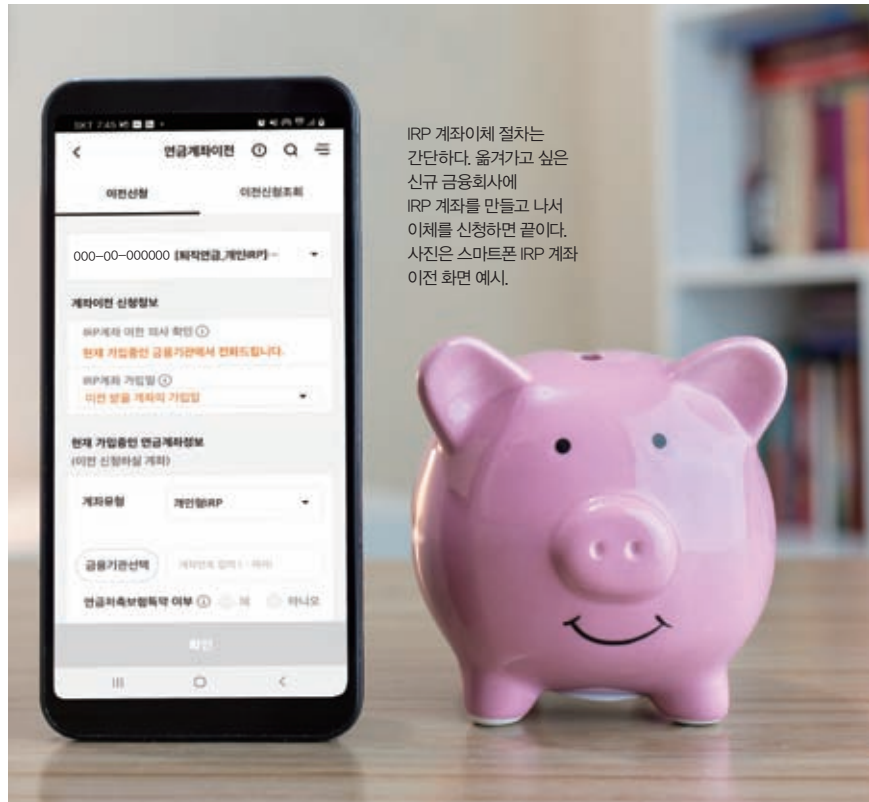 SKT 7:45
연금계좌이전
이전신청 이전신청조회
000-00-000000 [퇴직연금_개인IRP]···
계좌이전 신청정보
IRP계좌 이전 의사 확인
현재 가입중인 금융기관에서 전화드립니다.
IRP계좌 가입일
이전 받을 계좌의 가입일
현재 가입중인 연금계좌정보
(이전 신청하실 계좌)
계좌유형 개인형IRP
금융기관선택
연금저축보험특약 여부 예 아니오
확인
IRP 계좌이체 절차는
간단하다. 옮겨가고 싶은
신규 금융회사에
IRP 계좌를 만들고 나서
이체를 신청하면 끝이다.
사진은 스마트폰 IRP 계좌
이전 화면 예시.